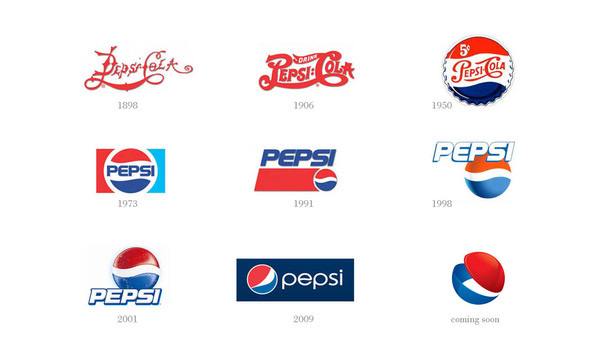 Pepsi-Cola
1898
DRINK
PEPSI:COLA
1906
5¢
PEPSI-COLA
1950
PEPSI
1973
PEPSI
1991
PEPSI
1998
PEPSI
2001
pepsi
2009
coming soon